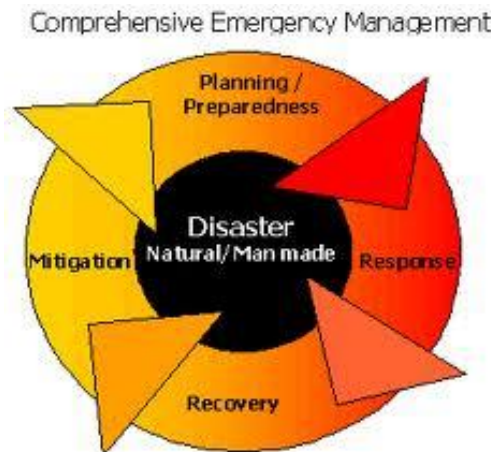 Comprehensive Emergency Management
Planning /
Preparedness
Disaster
Natural/Man made
Mitigation
Response
Recovery